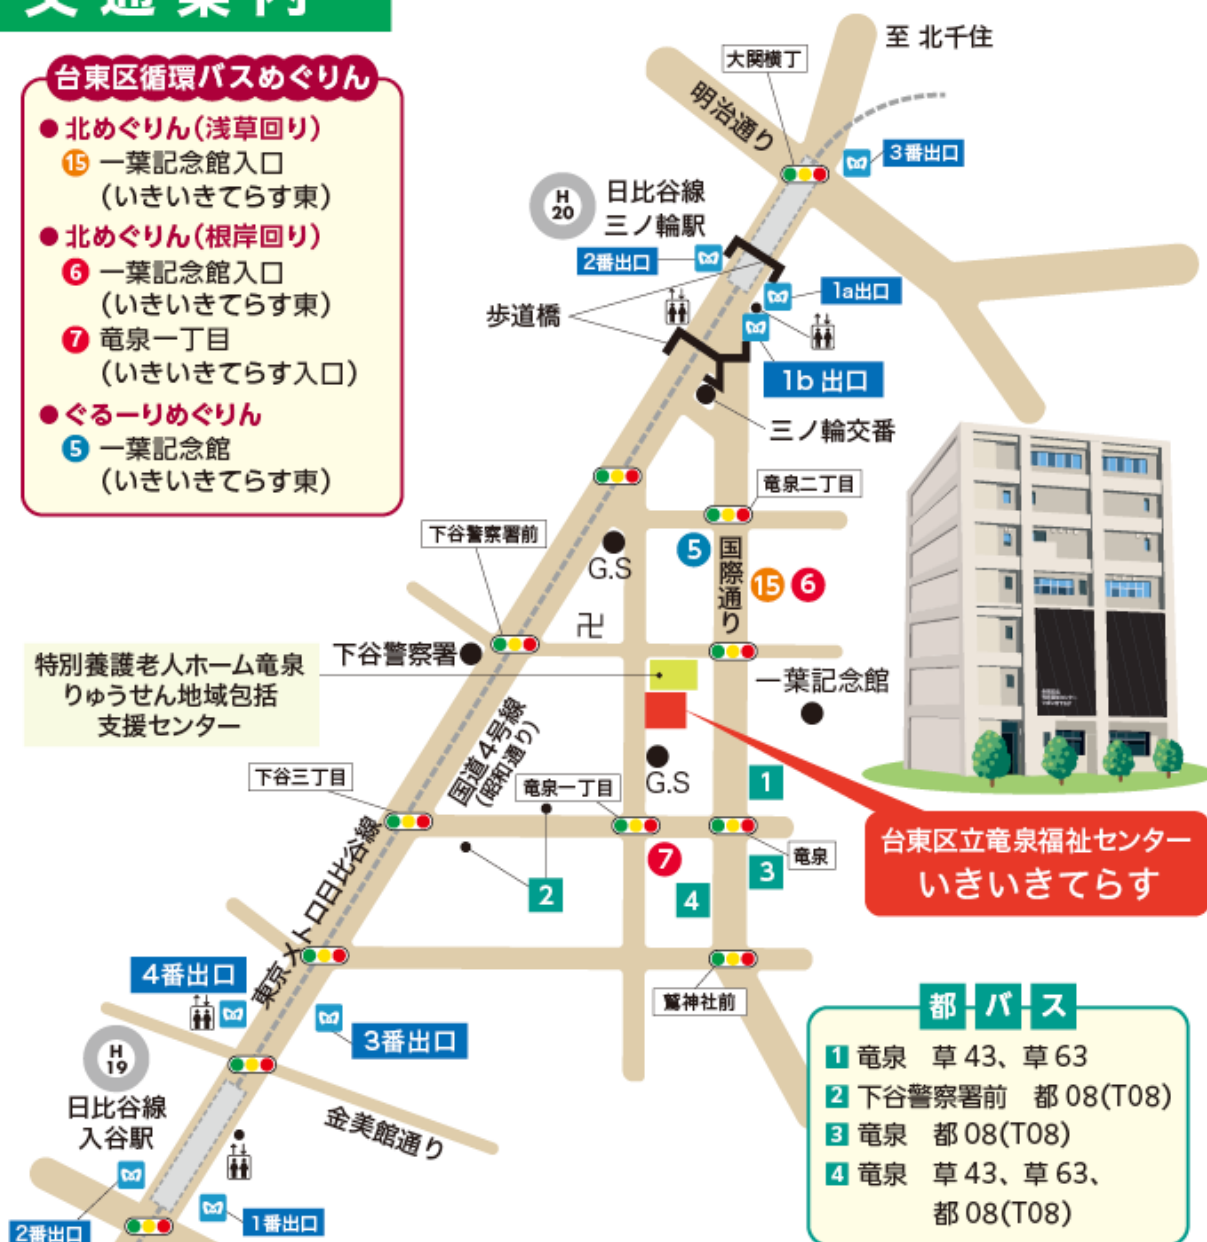 交通案内
台東区循環バスめぐりん
●北めぐりん(浅草回り)
15 一葉記念館入口
(いきいきてらす東)
●北めぐりん(根岸回り)
6 一葉記念館入口
(いきいきてらす東)
7 竜泉一丁目
(いきいきてらす入口)
●ぐるーりめぐりん
5 一葉記念館
(いきいきてらす東)
至 北千住
大関横丁
明治通り
3番出口
H
20
日比谷線
三ノ輪駅
2番出口
1a出口
歩道橋
1b 出口
三ノ輪交番
竜泉二丁目
下谷警察署前
G.S
5
国際通り
15
6
卍
下谷警察署
特別養護老人ホーム竜泉
りゅうせん地域包括
支援センター
一葉記念館
国道4号線
(昭和通り)
下谷三丁目
竜泉一丁目
G.S
1
台東区立竜泉福祉センター
いきいきてらす
竜泉
7
3
2
4
東京メトロ日比谷線
4番出口
3番出口
鷲神社前
H
19
日比谷線
入谷駅
金美館通り
2番出口
1番出口
都バス
1 竜泉 草43、草63
2 下谷警察署前 都08(T08)
3 竜泉 都08(T08)
4 竜泉 草43、草63、
都08(T08)